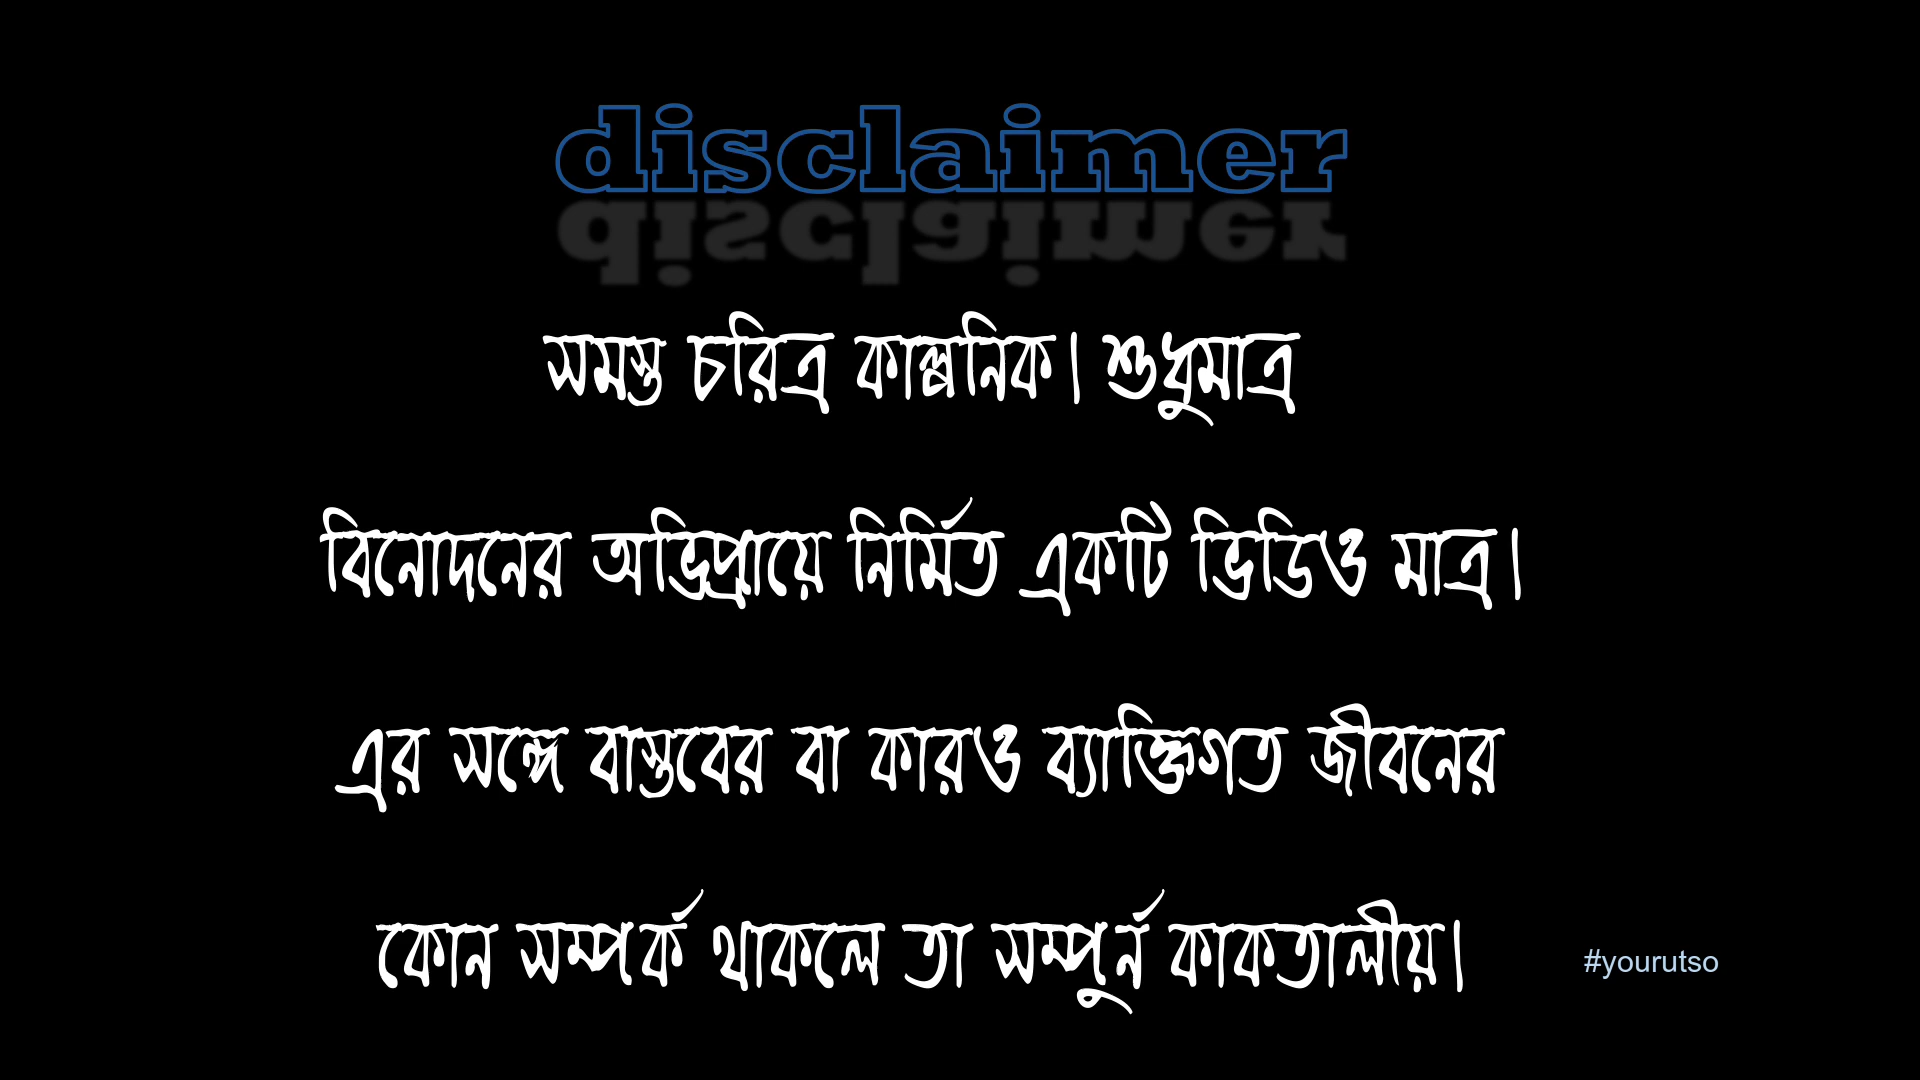 disclaimer
সমস্ত চরিত্র কাল্পনিক। শুধুমাত্র
বিনোদনের অভিপ্রায়ে নির্মিত একটি ভিডিও মাত্র।
এর সঙ্গে বাস্তবের বা কারও ব্যাক্তিগত জীবনের
কোন সম্পর্ক থাকলে তা সম্পুর্ন কাকতালীয়।
#yourutso